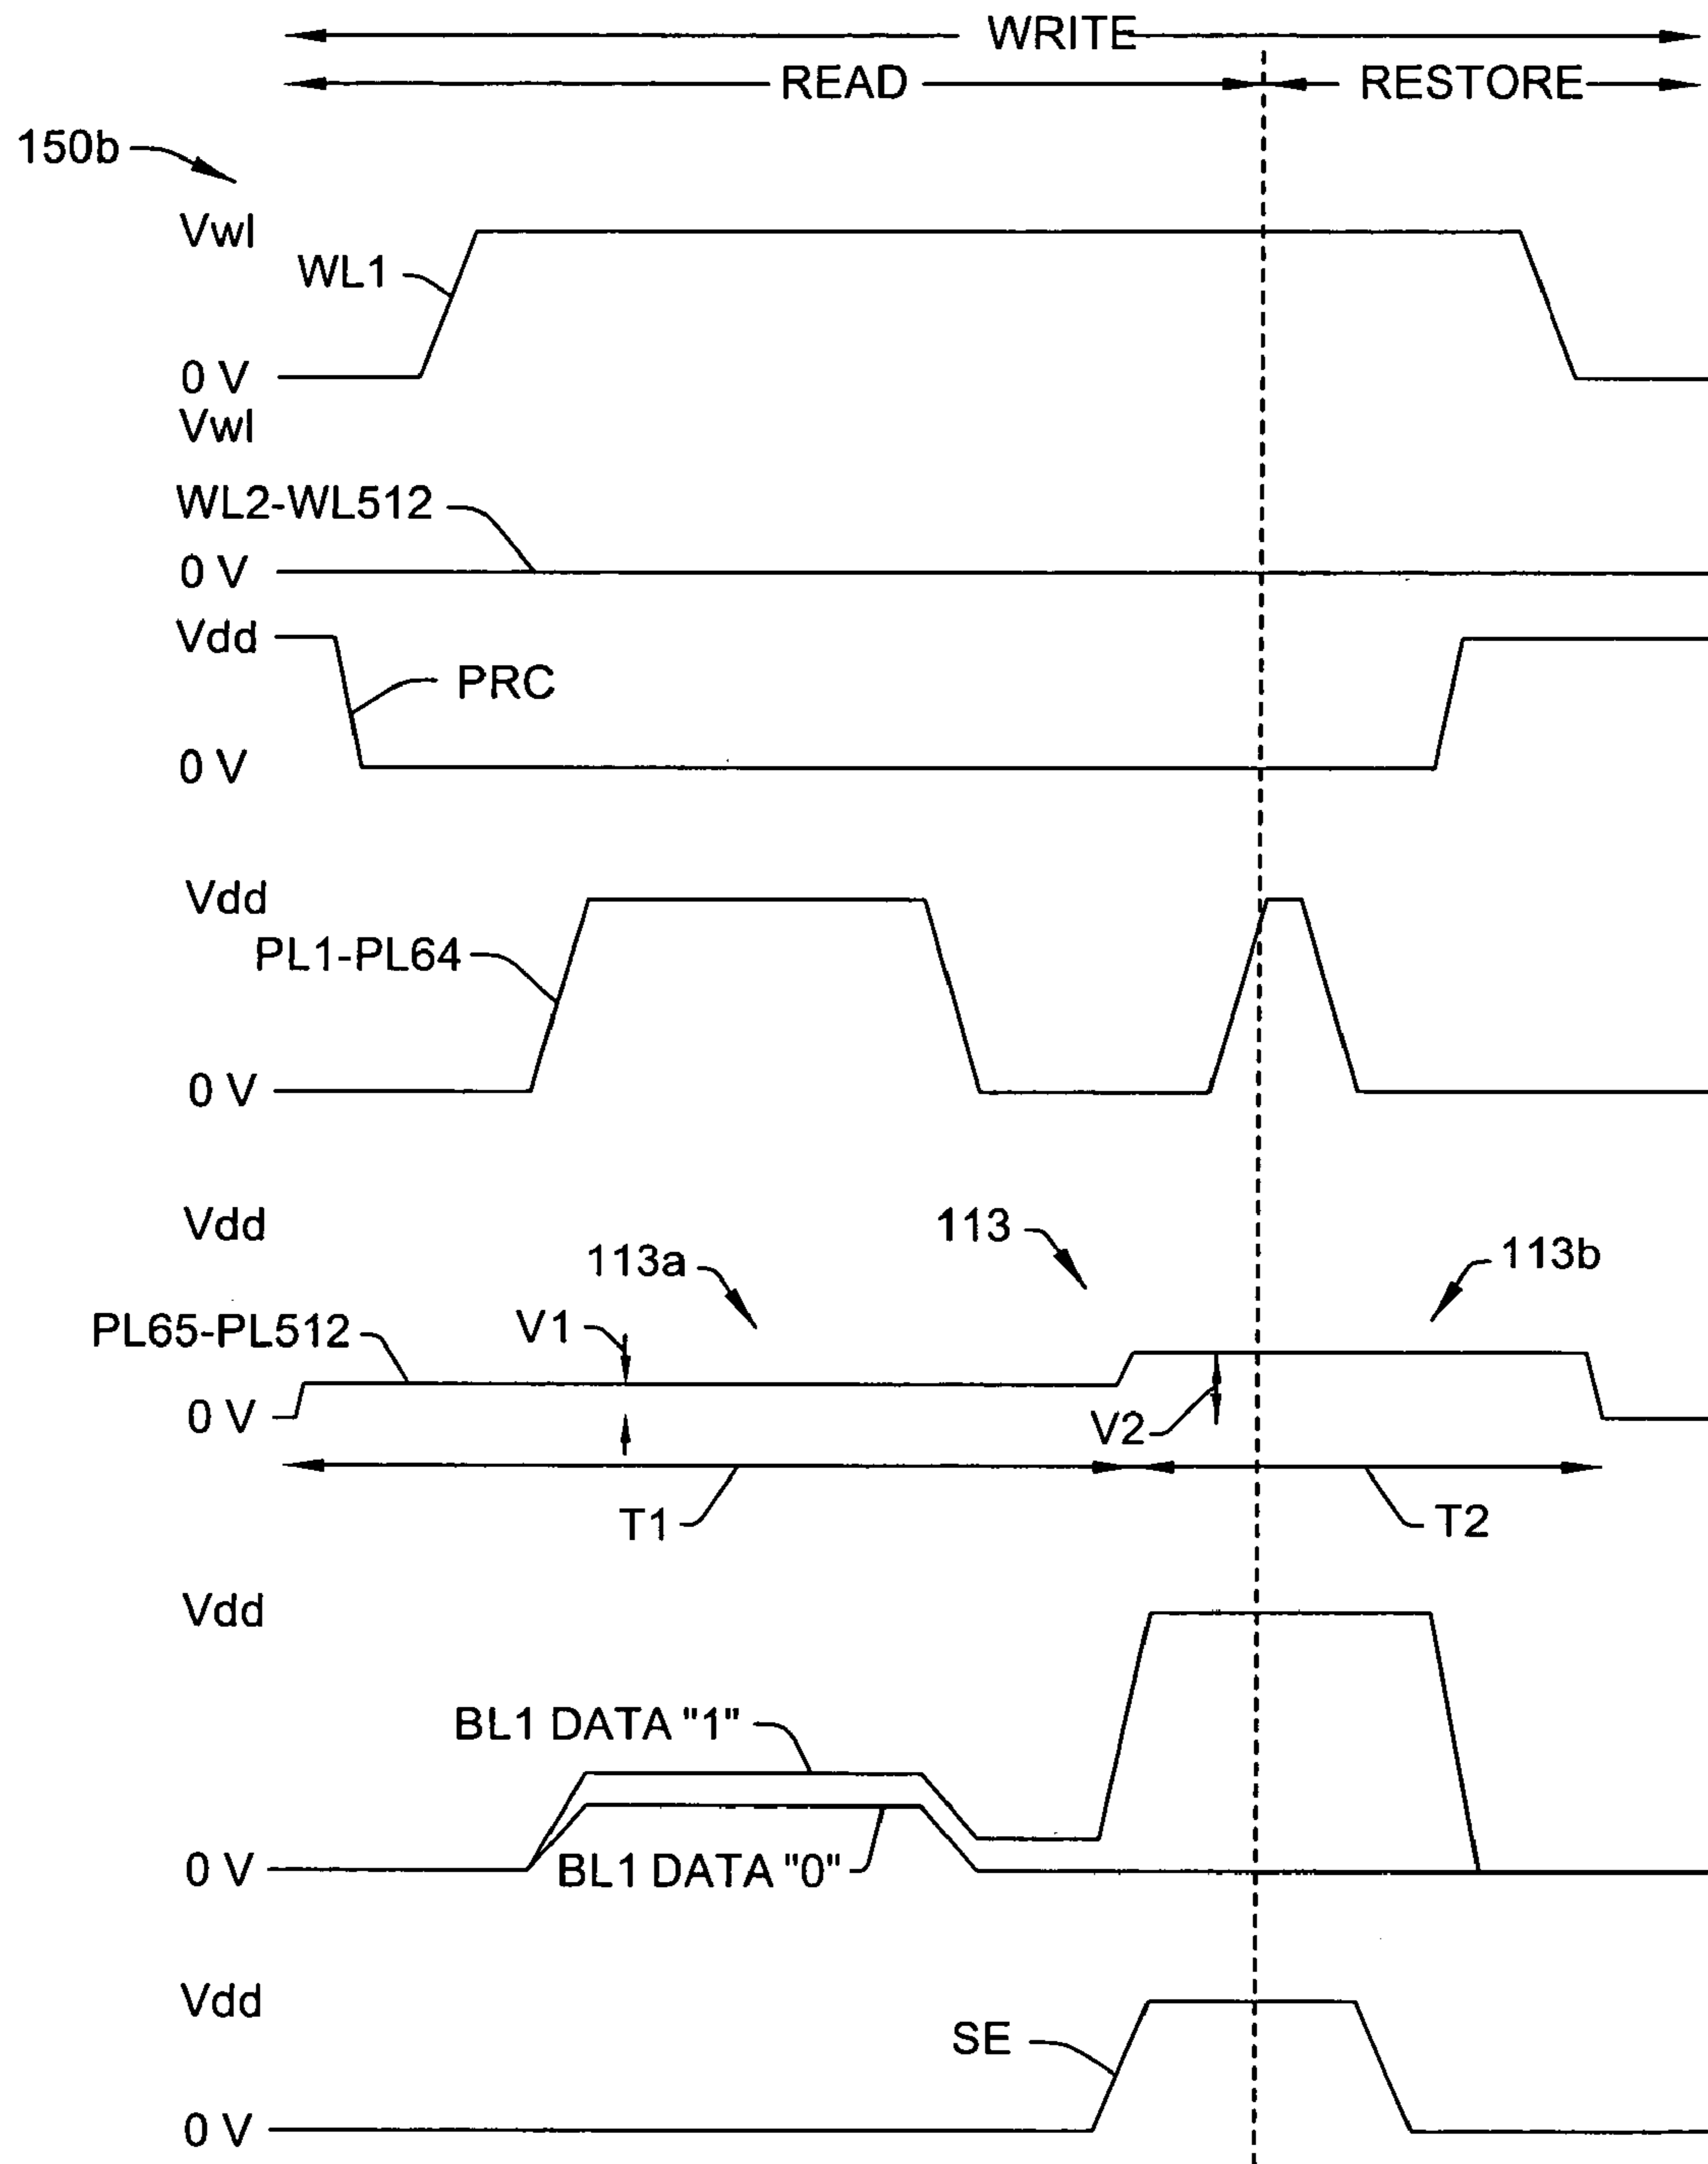 WRITE
READ RESTORE
150b
Vwl
WL1
0 V
Vwl
WL2-WL512
0 V
Vdd
PRC
0 V
Vdd
PL1-PL64
0 V
Vdd
113
113a
113b
PL65-PL512
V1
0 V
V2
T1
T2
Vdd
BL1 DATA "1"
0 V
BL1 DATA "0"
Vdd
SE
0 V